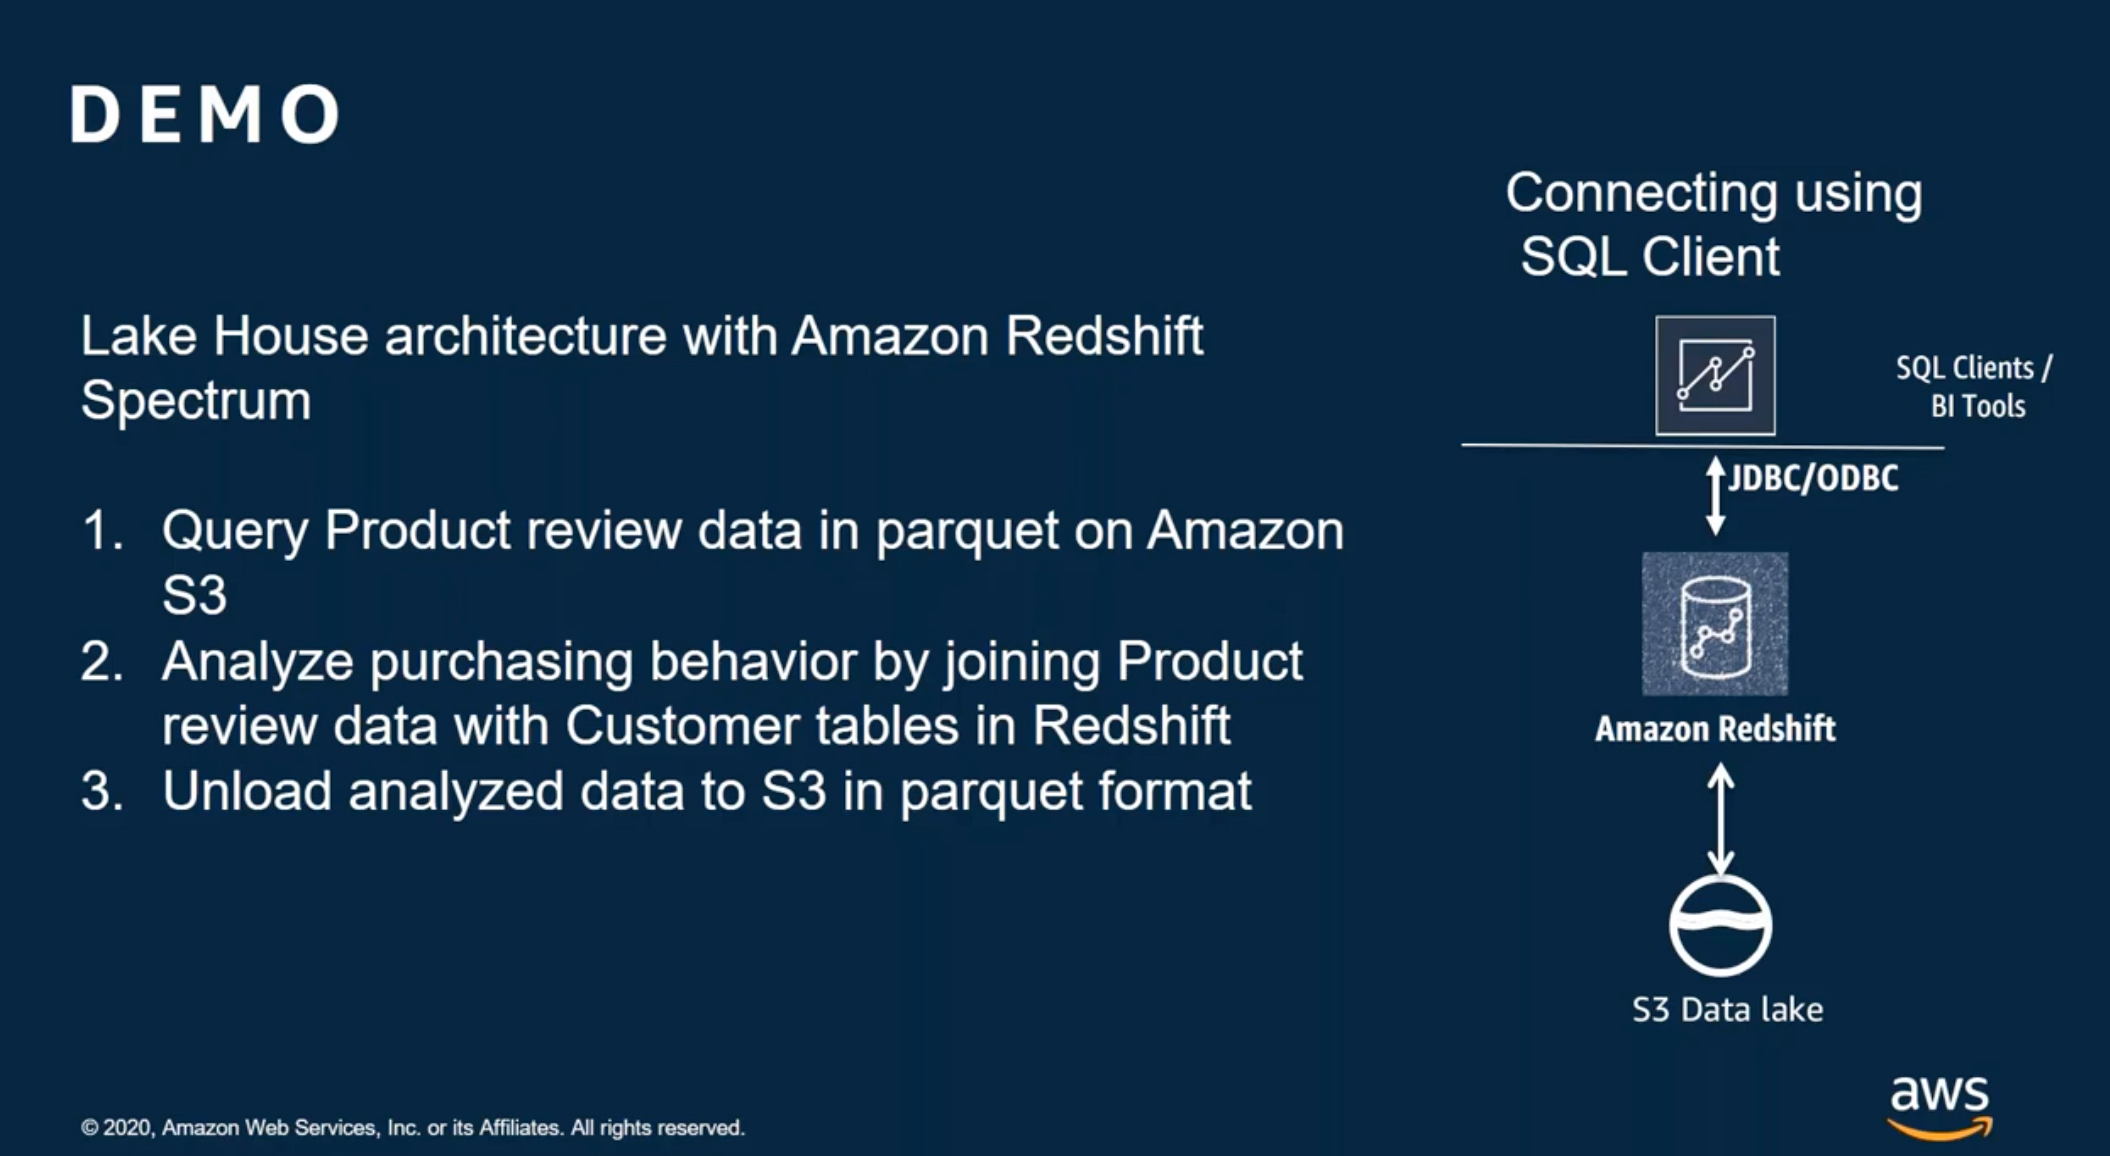 DEMO
Connecting using
SQL Client
Lake House architecture with Amazon Redshift
Spectrum
1. Query Product review data in parquet on Amazon
S3
2. Analyze purchasing behavior by joining Product
review data with Customer tables in Redshift
3. Unload analyzed data to S3 in parquet format
SQL Clients /
BI Tools
JDBC/ODBC
Amazon Redshift
S3 Data lake
© 2020, Amazon Web Services, Inc. or its Affiliates. All rights reserved.
aws